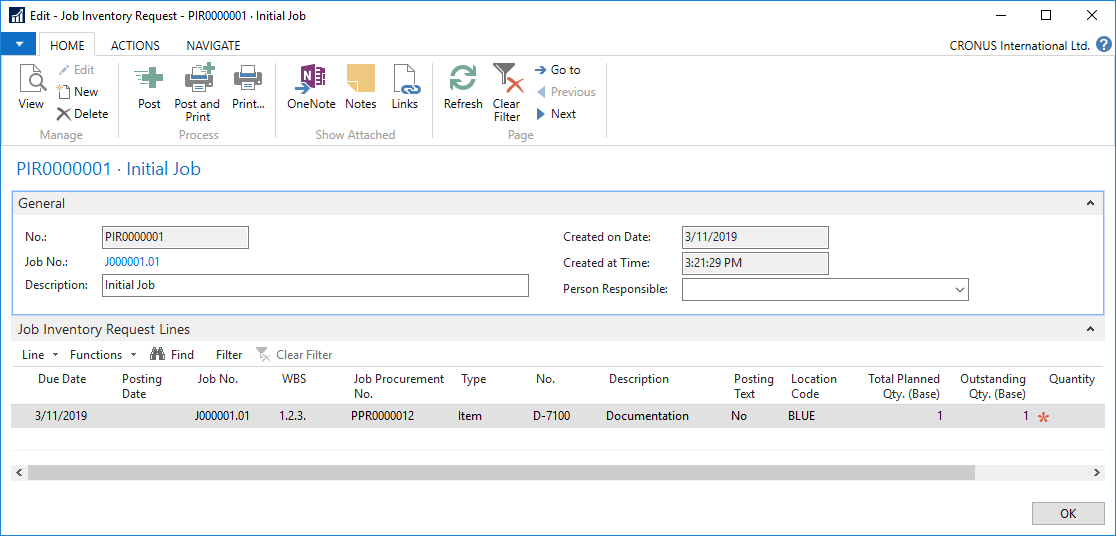 Edit - Job Inventory Request - PIR0000001 · Initial Job
HOME ACTIONS NAVIGATE CRONUS International Ltd. ?
View Edit New Delete Manage
Post Post and Print Print... Process
OneNote Notes Links Show Attached
Refresh Clear Filter Go to Previous Next Page
PIR0000001 · Initial Job
General
No.: PIR0000001 Created on Date: 3/11/2019
Job No.: J000001.01 Created at Time: 3:21:29 PM
Description: Initial Job Person Responsible:
Job Inventory Request Lines
Line Functions Find Filter Clear Filter
Due Date Posting Date Job No. WBS Job Procurement No. Type No. Description Posting Text Location Code Total Planned Qty. (Base) Outstanding Qty. (Base) Quantity
3/11/2019 J000001.01 1.2.3. PPR0000012 Item D-7100 Documentation No BLUE 1 1
OK